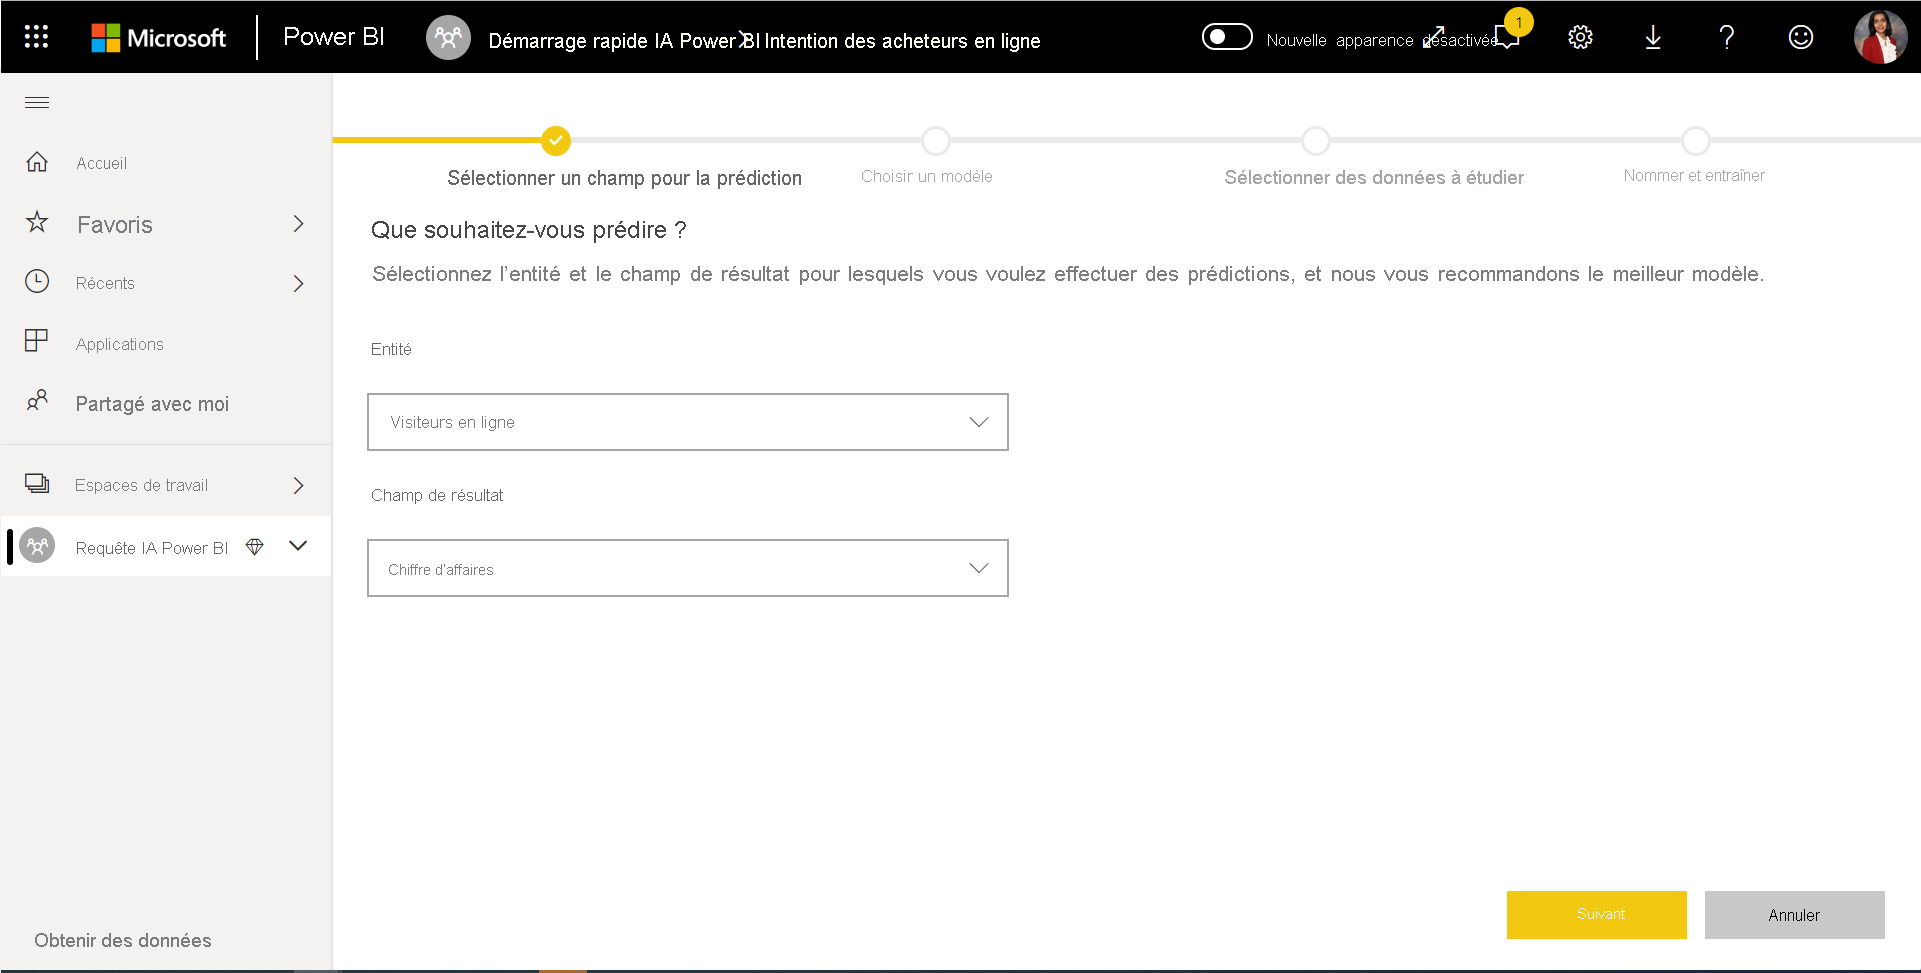 Microsoft
Power BI
Démarrage rapide IA Power BI Intention des acheteurs en ligne
Nouvelle apparence désactivée
1
Accueil
Favoris
Récents
Applications
Partagé avec moi
Espaces de travail
Requête IA Power BI
Obtenir des données
Sélectionner un champ pour la prédiction
Choisir un modèle
Sélectionner des données à étudier
Nommer et entraîner
Que souhaitez-vous prédire ?
Sélectionnez l’entité et le champ de résultat pour lesquels vous voulez effectuer des prédictions, et nous vous recommandons le meilleur modèle.
Entité
Visiteurs en ligne
Champ de résultat
Chiffre d’affaires
Suivant
Annuler